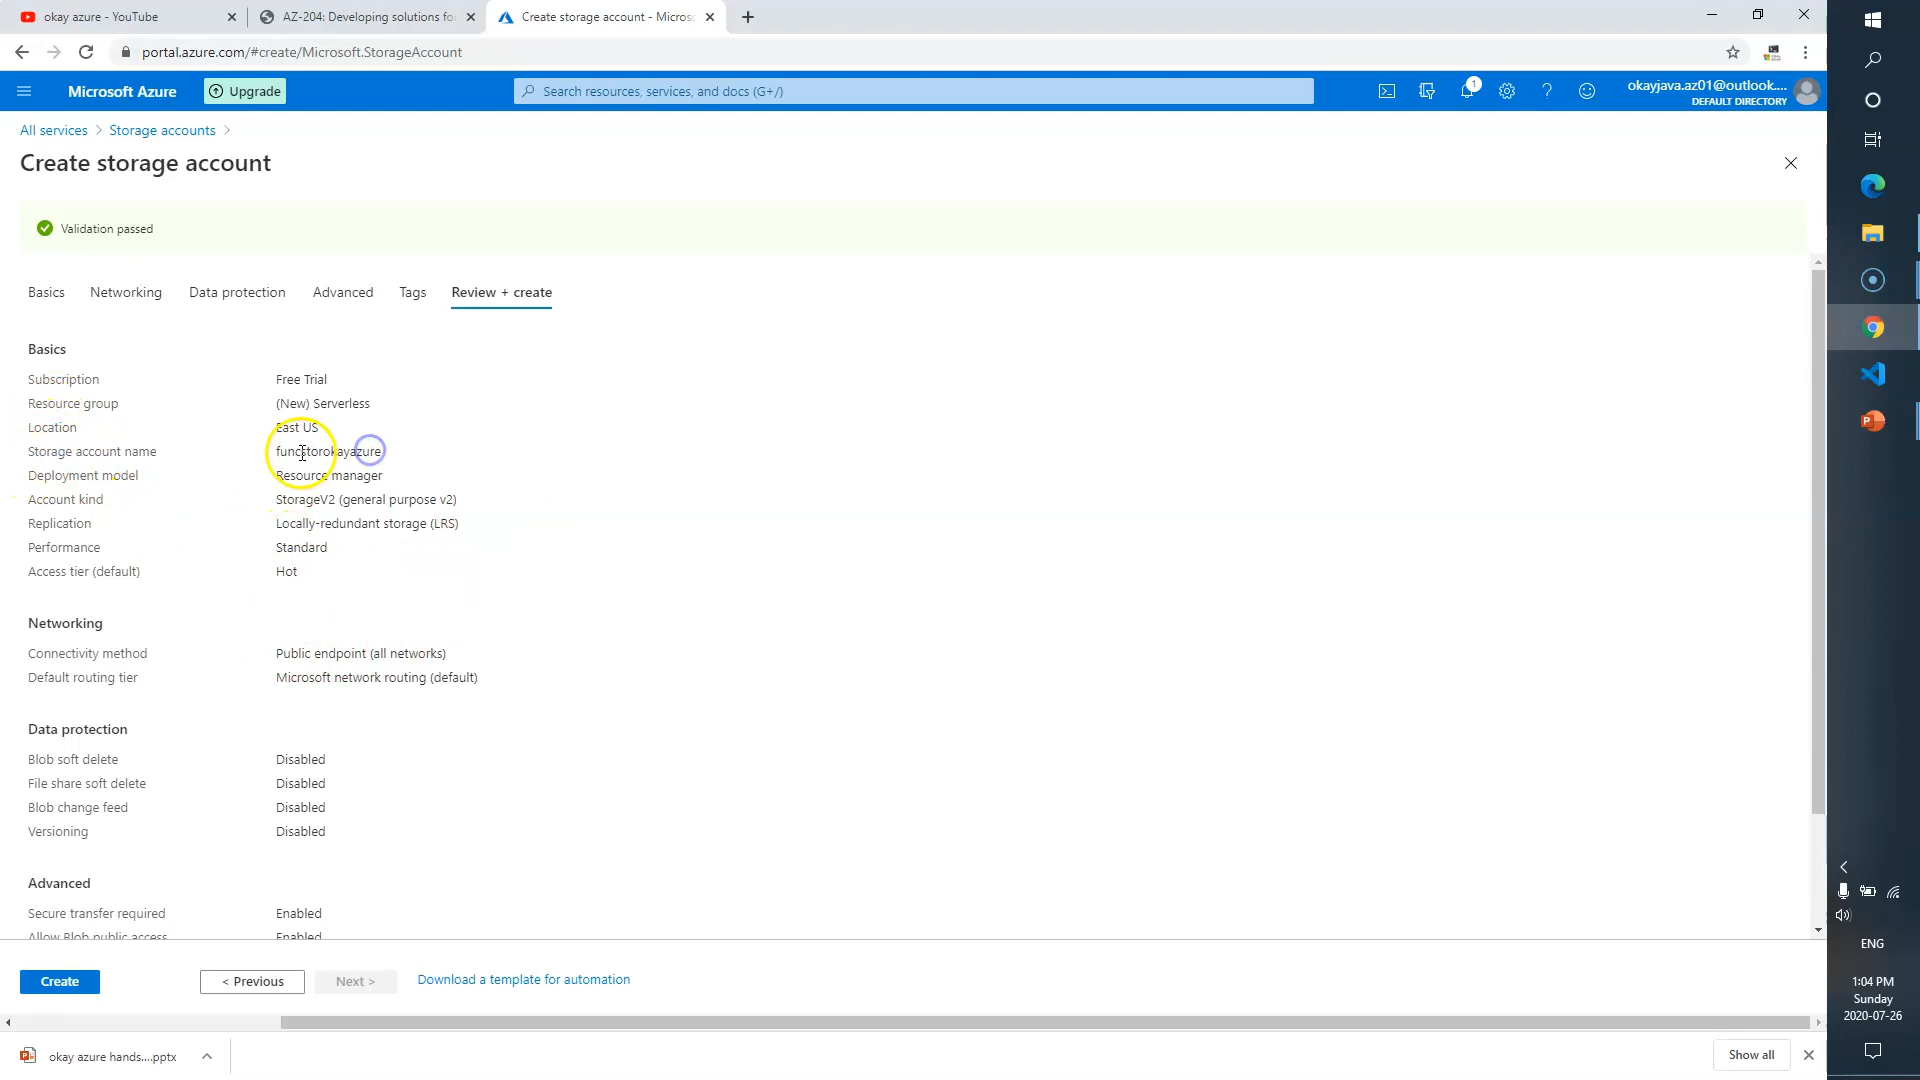 okay azure - YouTube
AZ-204: Developing solutions fo
Create storage account - Micros
portal.azure.com/#create/Microsoft.StorageAccount
Microsoft Azure
Upgrade
Search resources, services, and docs (G+/)
1
okayjava.az01@outlook....
DEFAULT DIRECTORY
All services > Storage accounts >
Create storage account
Validation passed
Basics
Networking
Data protection
Advanced
Tags
Review + create
Basics
Subscription Free Trial
Resource group (New) Serverless
Location East US
Storage account name funcstorokayazure
Deployment model Resource manager
Account kind StorageV2 (general purpose v2)
Replication Locally-redundant storage (LRS)
Performance Standard
Access tier (default) Hot
Networking
Connectivity method Public endpoint (all networks)
Default routing tier Microsoft network routing (default)
Data protection
Blob soft delete Disabled
File share soft delete Disabled
Blob change feed Disabled
Versioning Disabled
Advanced
Secure transfer required Enabled
Allow Blob public access Enabled
Create
< Previous
Next >
Download a template for automation
okay azure hands....pptx
Show all
ENG
1:04 PM
Sunday
2020-07-26